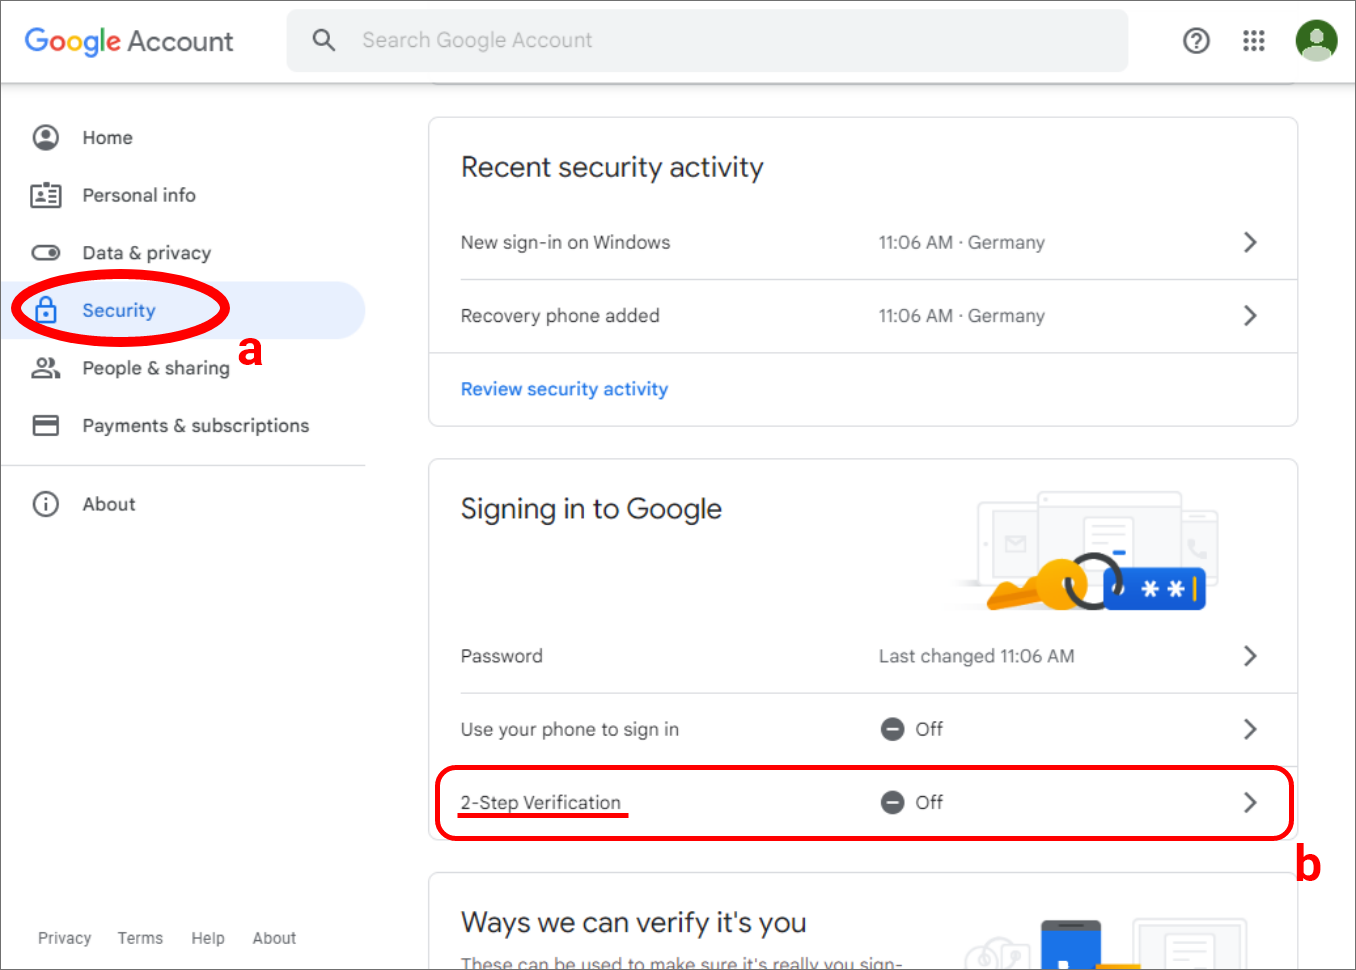 Google Account
Search Google Account
Home
Personal info
Data & privacy
Security
a
People & sharing
Payments & subscriptions
About
Recent security activity
New sign-in on Windows 11:06 AM · Germany
Recovery phone added 11:06 AM · Germany
Review security activity
Signing in to Google
**
Password Last changed 11:06 AM
Use your phone to sign in Off
2-Step Verification Off
b
Ways we can verify it's you
These can be used to make sure it's really you sign-
Privacy Terms Help About